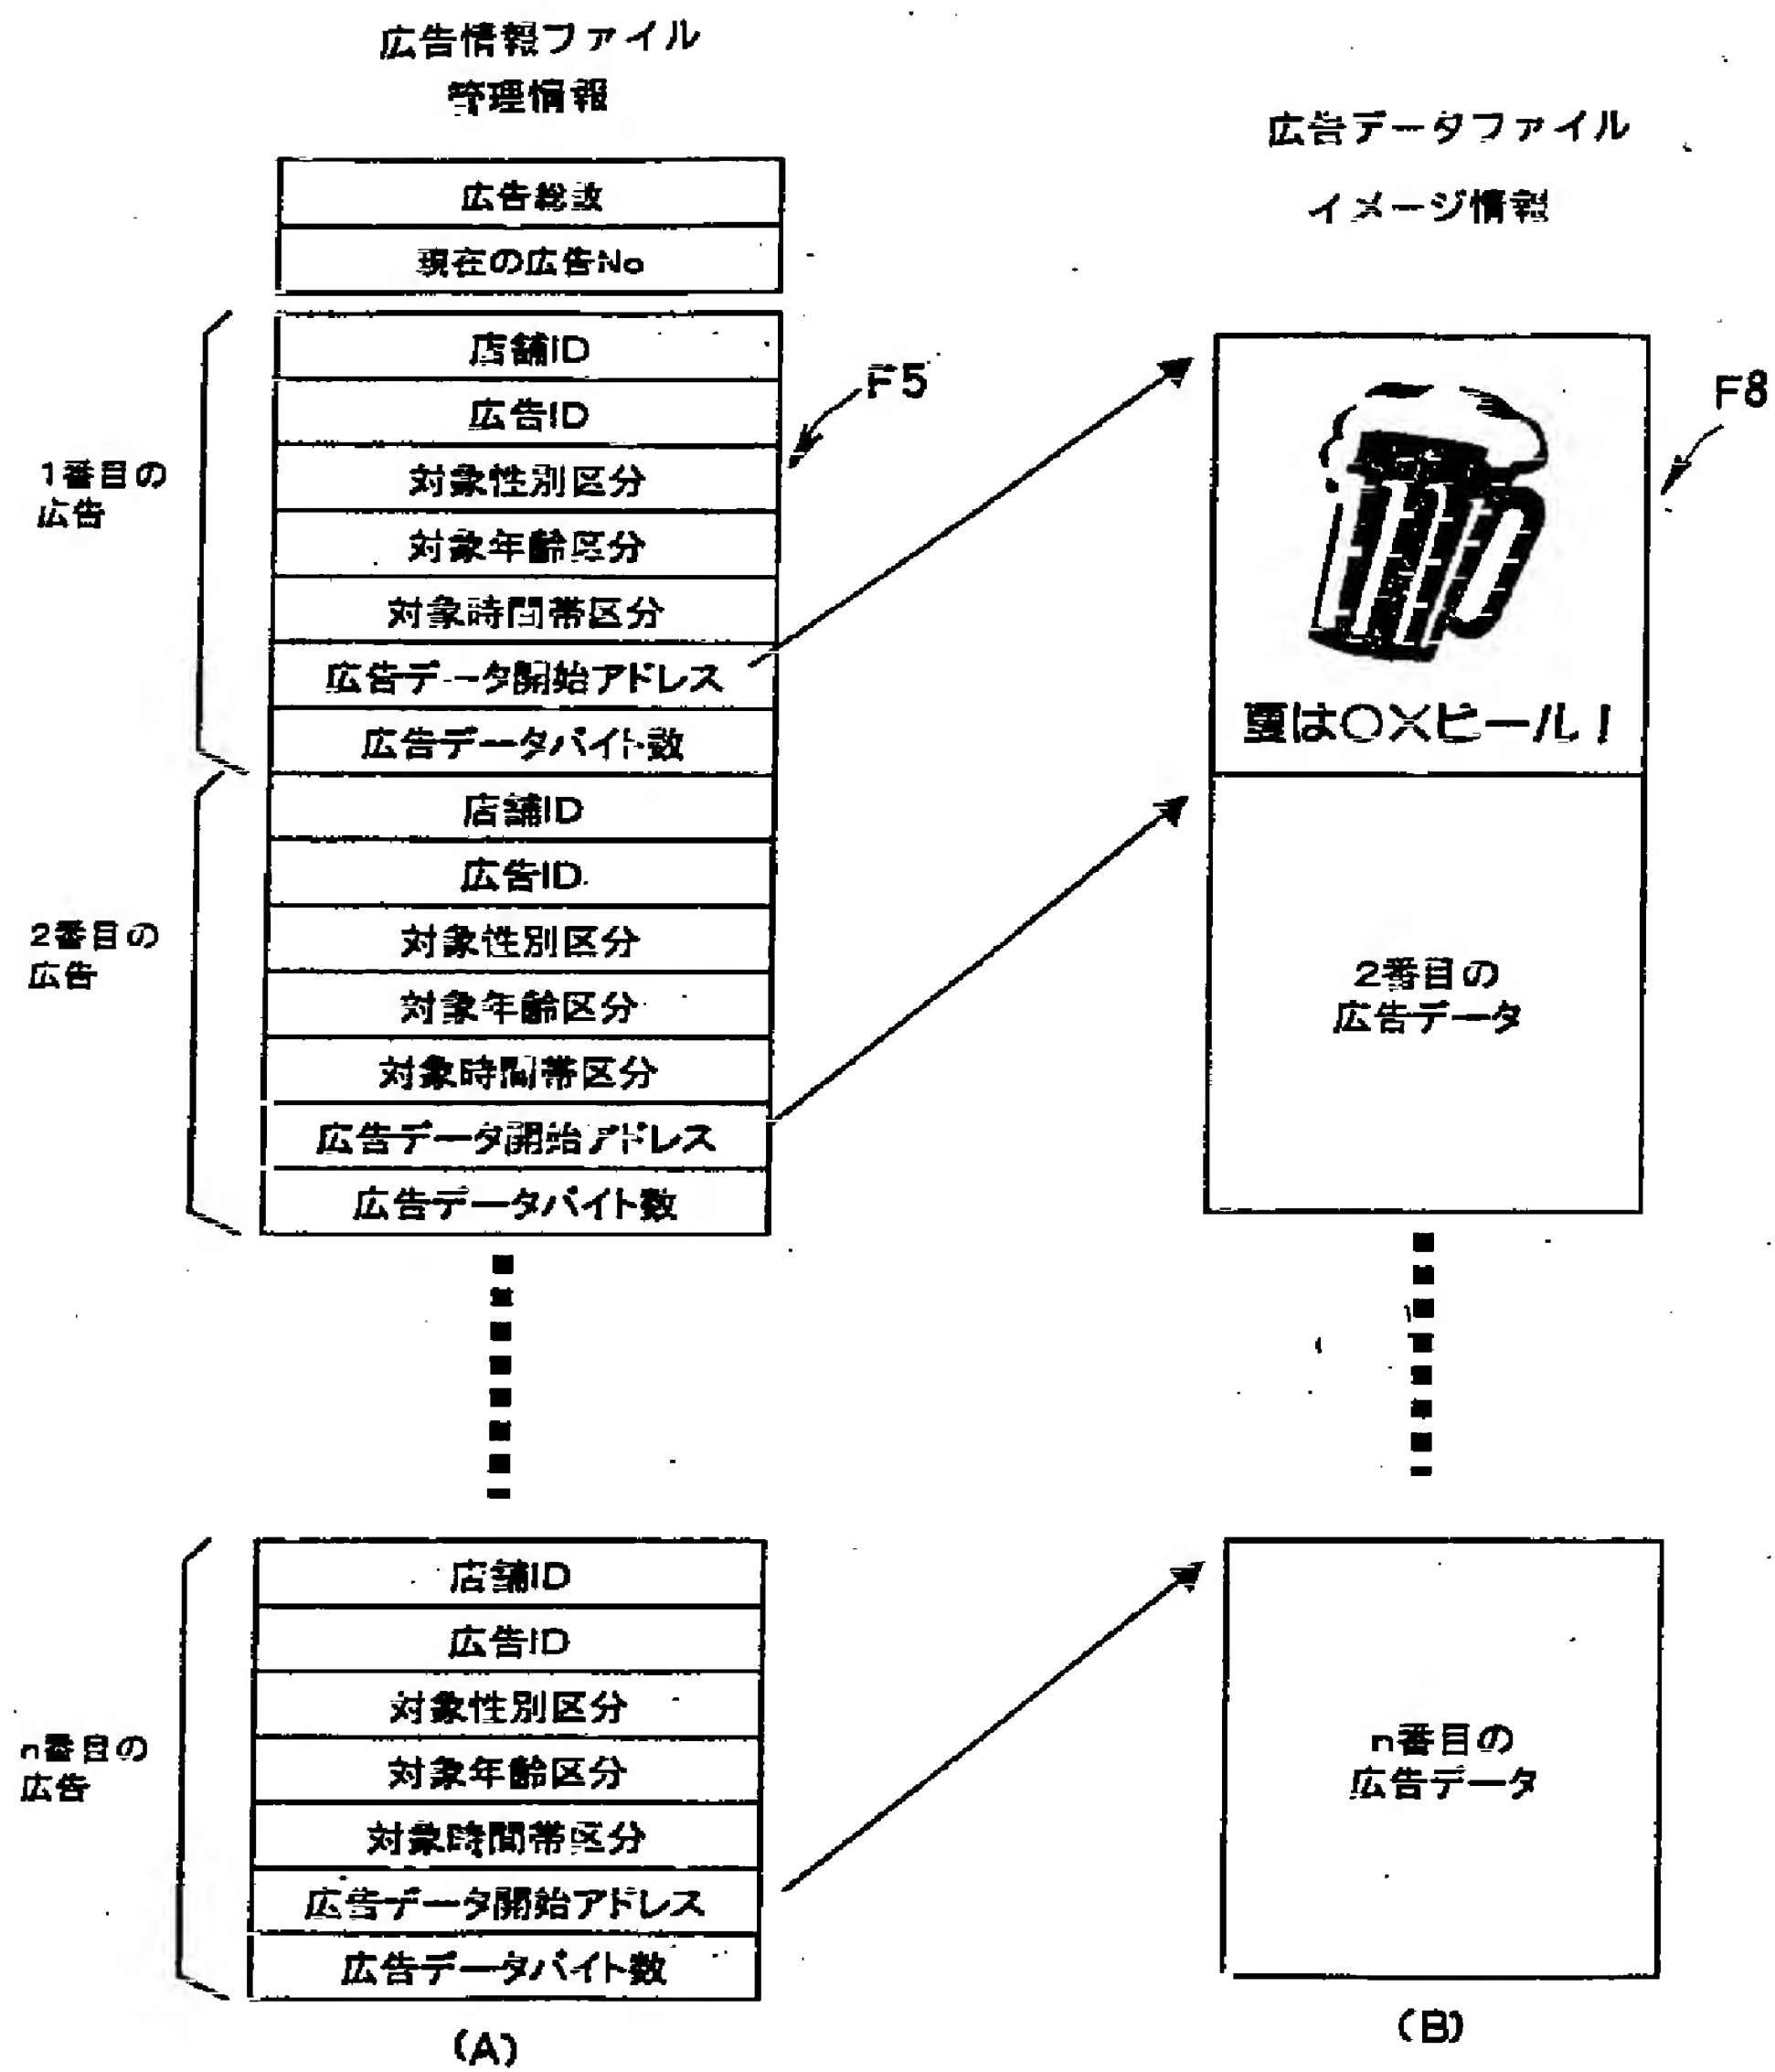 広告情報ファイル
管理情報
広告総数
現在の広告No
1番目の
広告
店舗ID
広告ID
対象性別区分
対象年齢区分
対象時間帯区分
広告データ開始アドレス
広告データバイト数
F5
2番目の
広告
店舗ID
広告ID
対象性別区分
対象年齢区分
対象時間帯区分
広告データ開始アドレス
広告データバイト数
n番目の
広告
店舗ID
広告ID
対象性別区分
対象年齢区分
対象時間帯区分
広告データ開始アドレス
広告データバイト数
(A)
広告データファイル
イメージ情報
F8
夏は○×ビール!
2番目の
広告データ
n番目の
広告データ
(B)